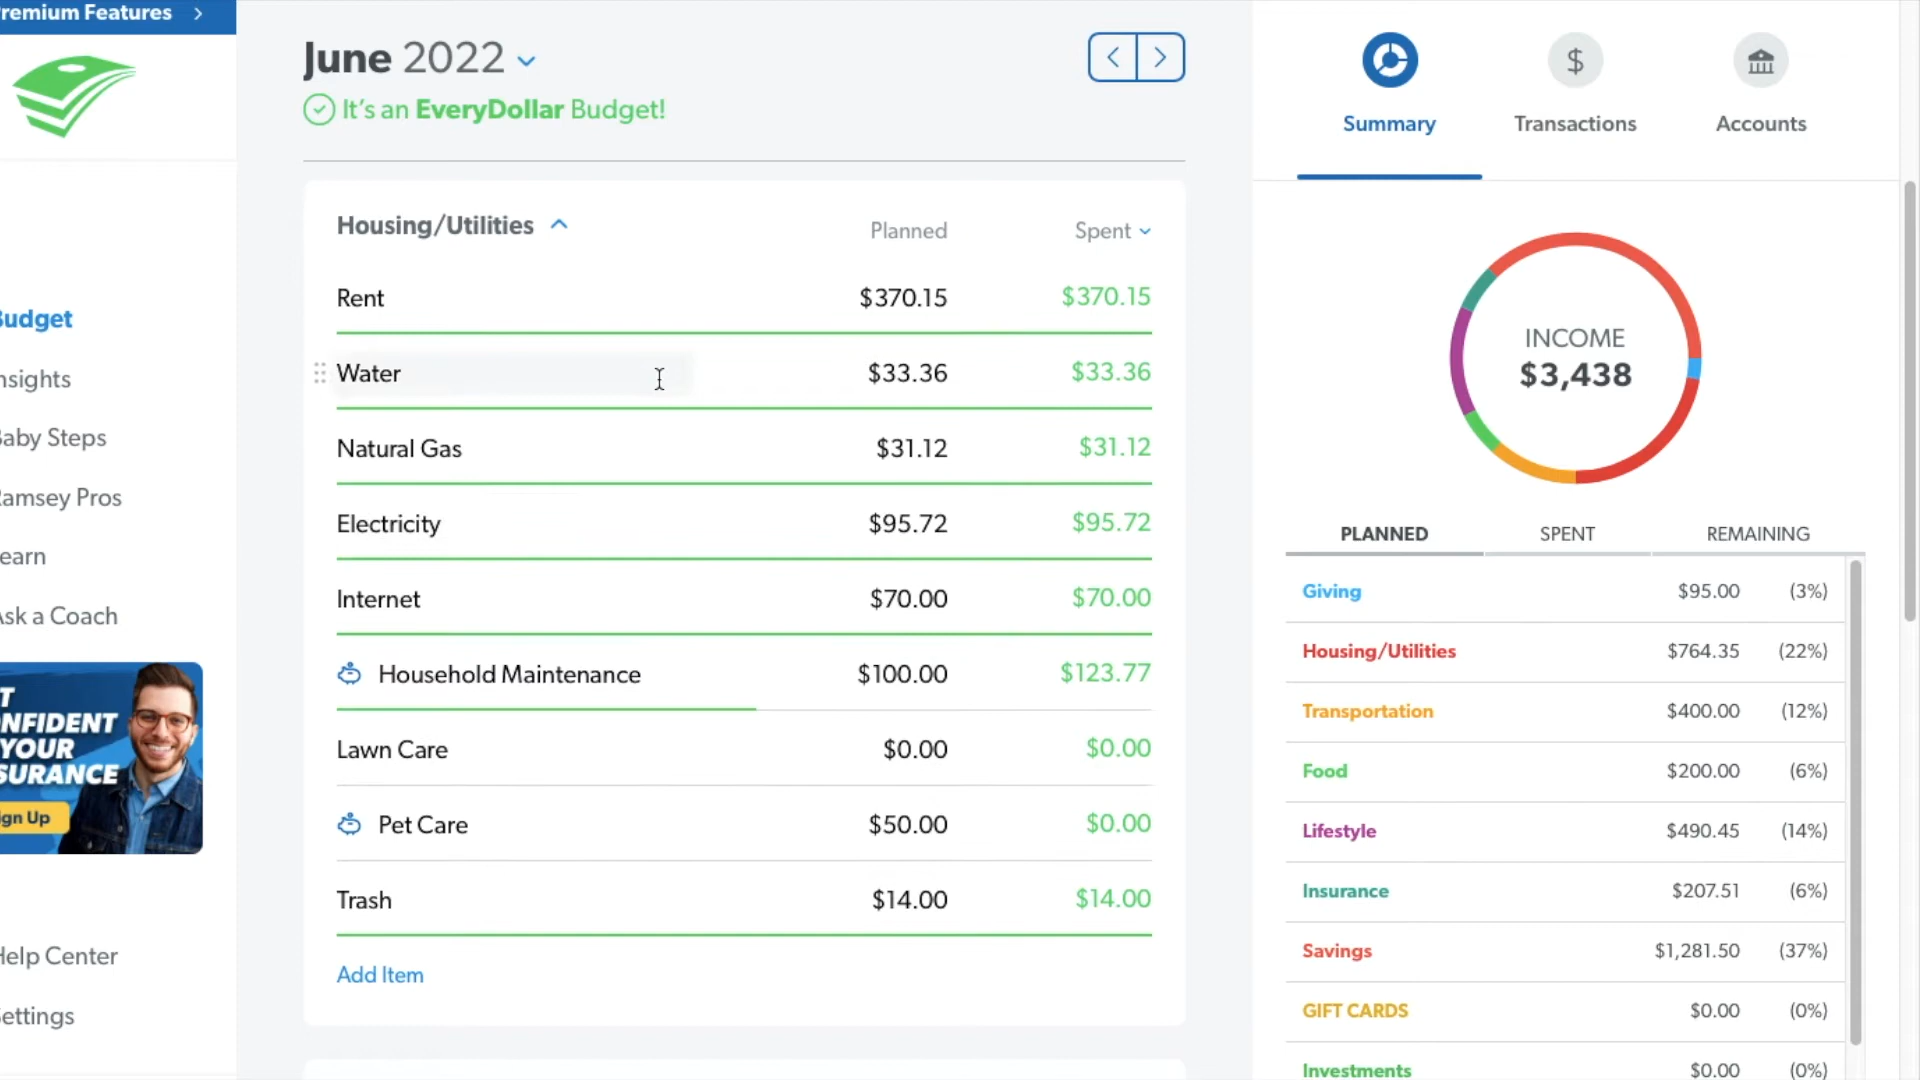 remium Features
June 2022
It's an EveryDollar Budget!
Housing/Utilities Planned Spent
Rent $370.15 $370.15
Water $33.36 $33.36
Natural Gas $31.12 $31.12
Electricity $95.72 $95.72
Internet $70.00 $70.00
Household Maintenance $100.00 $123.77
Lawn Care $0.00 $0.00
Pet Care $50.00 $0.00
Trash $14.00 $14.00
Add Item
Budget
nsights
Baby Steps
Ramsey Pros
earn
Ask a Coach
T
NFIDENT
YOUR
SURANCE
ign Up
Help Center
ettings
Summary Transactions Accounts
INCOME
$3,438
PLANNED SPENT REMAINING
Giving $95.00 (3%)
Housing/Utilities $764.35 (22%)
Transportation $400.00 (12%)
Food $200.00 (6%)
Lifestyle $490.45 (14%)
Insurance $207.51 (6%)
Savings $1,281.50 (37%)
GIFT CARDS $0.00 (0%)
Investments $0.00 (0%)